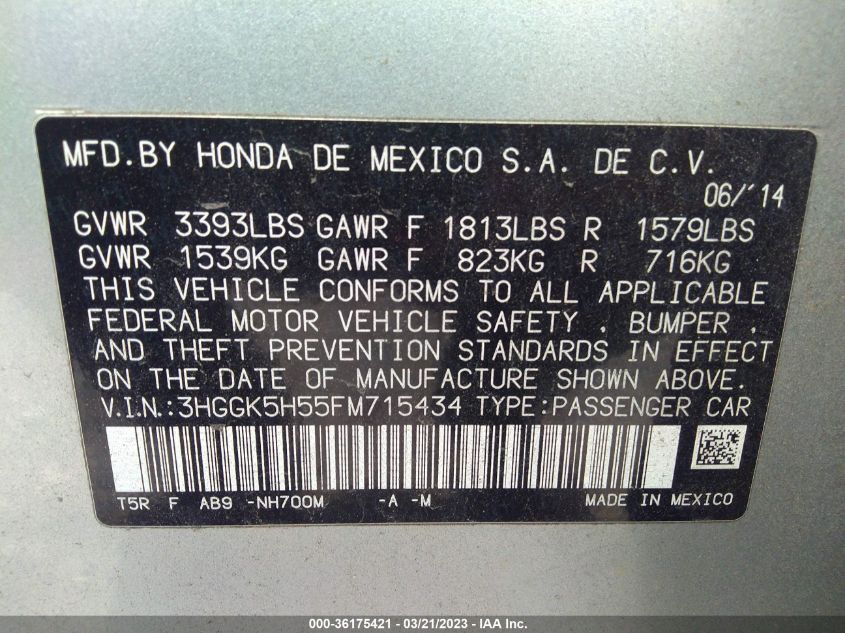 MFD.BY HONDA DE MEXICO S.A. DE C.V.
06/'14
GVWR 3393LBS GAWR F 1813LBS R 1579LBS
GVWR 1539KG GAWR F 823KG R 716KG
THIS VEHICLE CONFORMS TO ALL APPLICABLE
FEDERAL MOTOR VEHICLE SAFETY , BUMPER ,
AND THEFT PREVENTION STANDARDS IN EFFECT
ON THE DATE OF MANUFACTURE SHOWN ABOVE.
V.I.N.:3HGGK5H55FM715434 TYPE:PASSENGER CAR
T5R F AB9 -NH700M -A -M MADE IN MEXICO
000-36175421 - 03/21/2023 - IAA Inc.